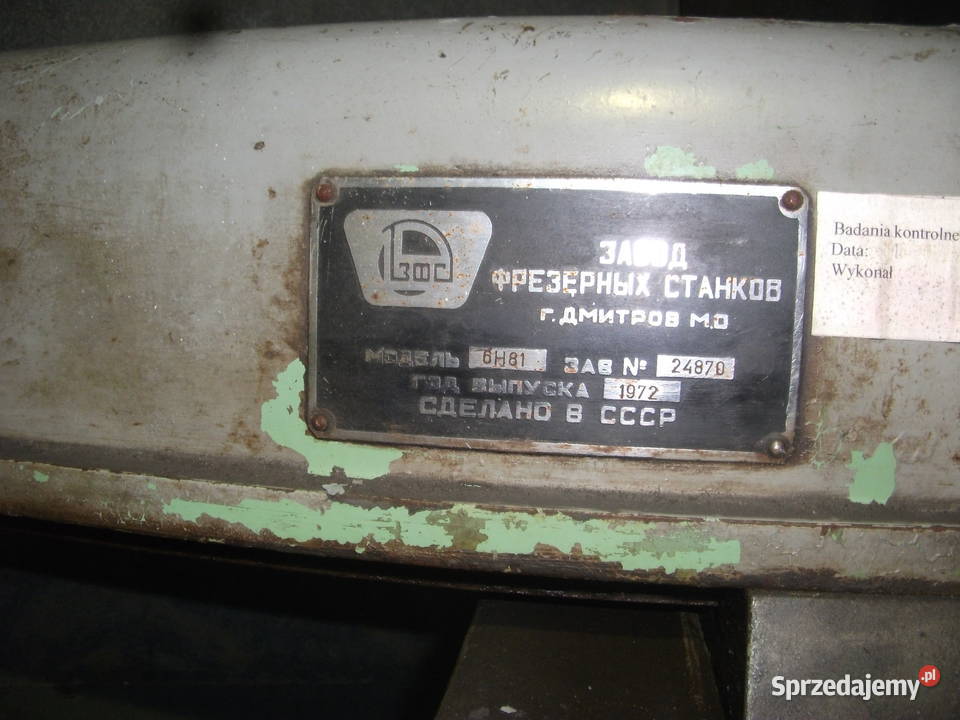 ДЗФС
ЗАВОД
ФРЕЗЕРНЫХ СТАНКОВ
г. ДМИТРОВ М.О
МОДЕЛЬ 6Н81 ЗАВ № 24870
ГОД ВЫПУСКА 1972
СДЕЛАНО В СССР
Badania kontrolne
Data:
Wykonał
Sprzedajemy.pl